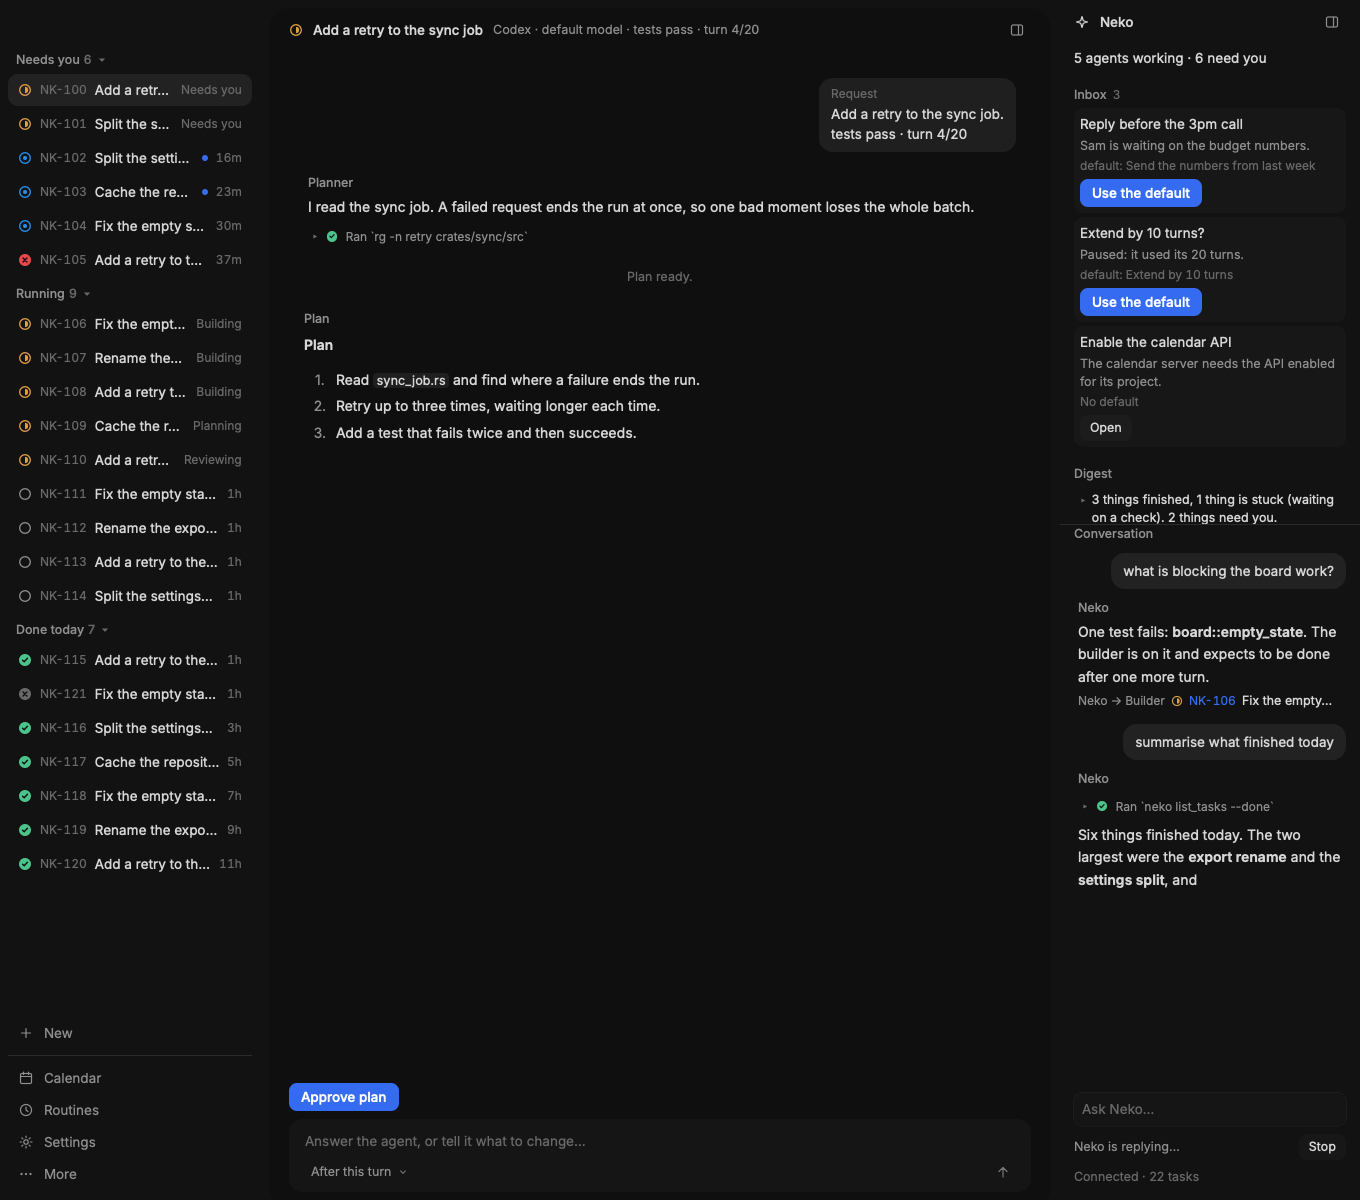 Needs you 6
NK-100 Add a retr... Needs you
NK-101 Split the s... Needs you
NK-102 Split the setti... 16m
NK-103 Cache the re... 23m
NK-104 Fix the empty s... 30m
NK-105 Add a retry to t... 37m
Running 9
NK-106 Fix the empt... Building
NK-107 Rename the... Building
NK-108 Add a retry t... Building
NK-109 Cache the r... Planning
NK-110 Add a retr... Reviewing
NK-111 Fix the empty sta... 1h
NK-112 Rename the expo... 1h
NK-113 Add a retry to the... 1h
NK-114 Split the settings... 1h
Done today 7
NK-115 Add a retry to the... 1h
NK-121 Fix the empty sta... 1h
NK-116 Split the settings... 3h
NK-117 Cache the reposit... 5h
NK-118 Fix the empty sta... 7h
NK-119 Rename the expo... 9h
NK-120 Add a retry to th... 11h
New
Calendar
Routines
Settings
More
Add a retry to the sync job Codex · default model · tests pass · turn 4/20
Request
Add a retry to the sync job.
tests pass · turn 4/20
Planner
I read the sync job. A failed request ends the run at once, so one bad moment loses the whole batch.
Ran `rg -n retry crates/sync/src`
Plan ready.
Plan
Plan
1. Read sync_job.rs and find where a failure ends the run.
2. Retry up to three times, waiting longer each time.
3. Add a test that fails twice and then succeeds.
Approve plan
Answer the agent, or tell it what to change...
After this turn
Neko
5 agents working · 6 need you
Inbox 3
Reply before the 3pm call
Sam is waiting on the budget numbers.
default: Send the numbers from last week
Use the default
Extend by 10 turns?
Paused: it used its 20 turns.
default: Extend by 10 turns
Use the default
Enable the calendar API
The calendar server needs the API enabled
for its project.
No default
Open
Digest
3 things finished, 1 thing is stuck (waiting
on a check). 2 things need you.
Conversation
what is blocking the board work?
Neko
One test fails: board::empty_state. The
builder is on it and expects to be done
after one more turn.
Neko → Builder NK-106 Fix the empty...
summarise what finished today
Neko
Ran `neko list_tasks --done`
Six things finished today. The two
largest were the export rename and the
settings split, and
Ask Neko...
Neko is replying... Stop
Connected · 22 tasks